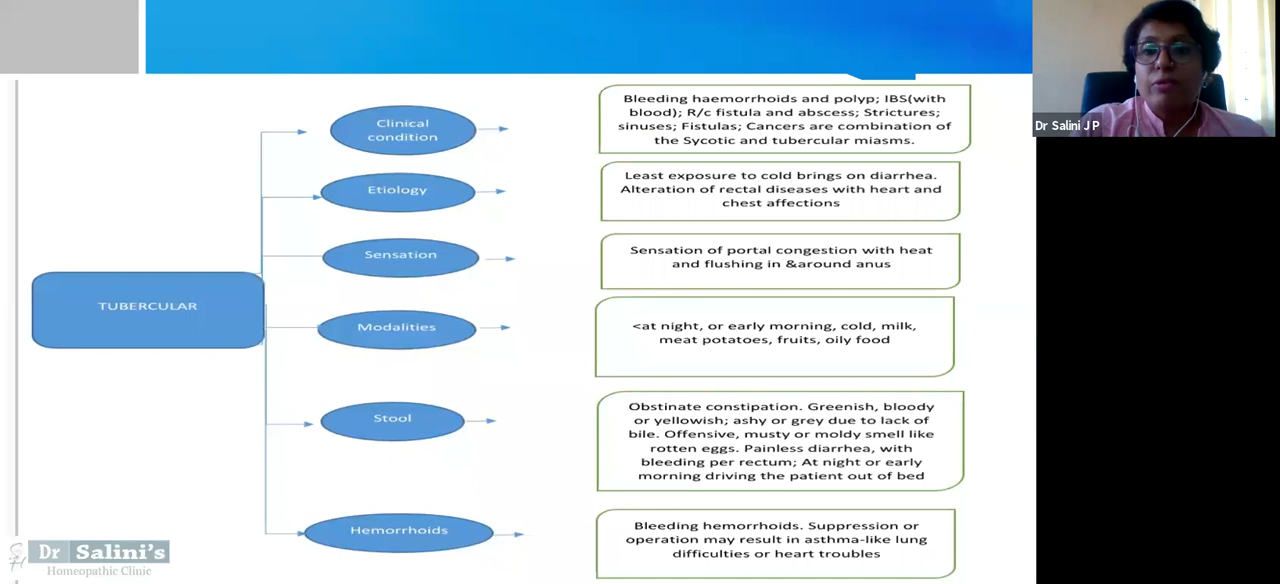 Dr Salini J P
TUBERCULAR
Clinical
condition
Bleeding haemorrhoids and polyp; IBS(with
blood); R/c fistula and abscess; Strictures;
sinuses; Fistulas; Cancers are combination of
the Sycotic and tubercular miasms.
Etiology
Least exposure to cold brings on diarrhea.
Alteration of rectal diseases with heart and
chest affections
Sensation
Sensation of portal congestion with heat
and flushing in &around anus
Modalities
<at night, or early morning, cold, milk,
meat potatoes, fruits, oily food
Stool
Obstinate constipation. Greenish, bloody
or yellowish; ashy or grey due to lack of
bile. Offensive, musty or moldy smell like
rotten eggs. Painless diarrhea, with
bleeding per rectum; At night or early
morning driving the patient out of bed
Hemorrhoids
Bleeding hemorrhoids. Suppression or
operation may result in asthma-like lung
difficulties or heart troubles
Dr Salini's
Homeopathic Clinic